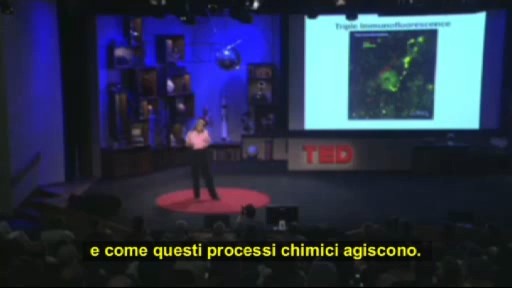 Triple Immunofluorescence
TED
e come questi processi chimici agiscono.